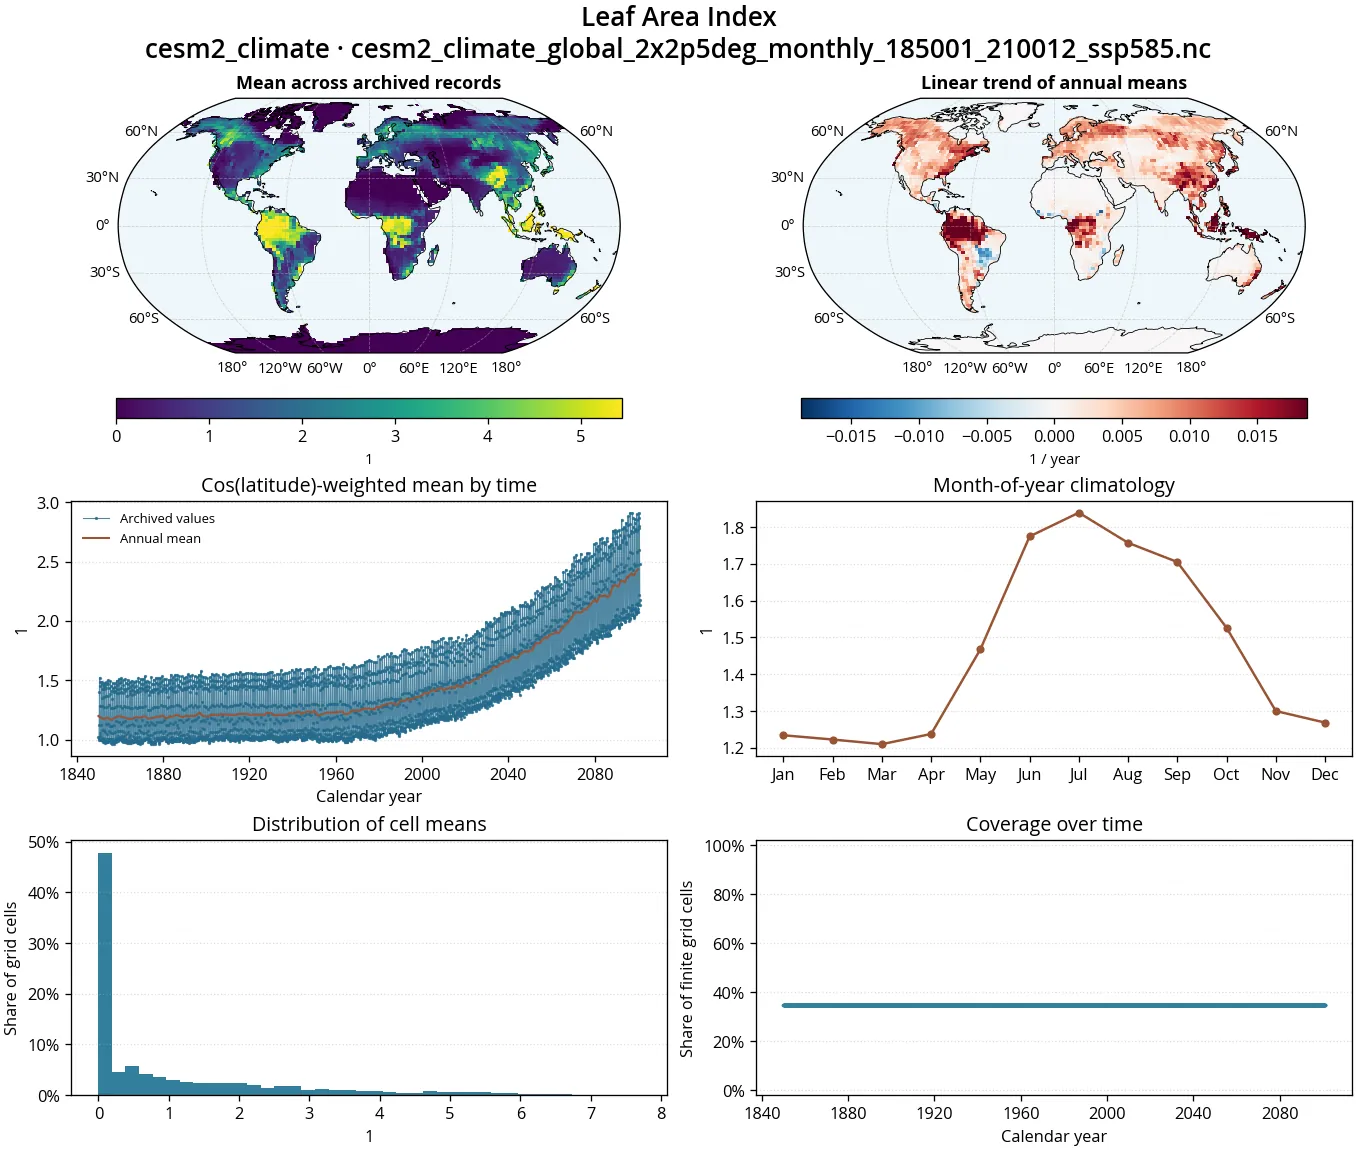 Leaf Area Index
cesm2_climate · cesm2_climate_global_2x2p5deg_monthly_185001_210012_ssp585.nc
Mean across archived records
60°N
60°N
30°N
0°
30°S
60°S
60°S
180° 120°W 60°W 0° 60°E 120°E 180°
0 1 2 3 4 5
1
Linear trend of annual means
60°N
60°N
30°N
0°
30°S
60°S
60°S
180° 120°W 60°W 0° 60°E 120°E 180°
−0.015 −0.010 −0.005 0.000 0.005 0.010 0.015
1 / year
Cos(latitude)-weighted mean by time
Archived values
Annual mean
3.0
2.5
2.0
1.5
1.0
1
1840 1880 1920 1960 2000 2040 2080
Calendar year
Month-of-year climatology
1.8
1.7
1.6
1.5
1.4
1.3
1.2
1
Jan Feb Mar Apr May Jun Jul Aug Sep Oct Nov Dec
Distribution of cell means
50%
40%
30%
20%
10%
0%
Share of grid cells
0 1 2 3 4 5 6 7 8
1
Coverage over time
100%
80%
60%
40%
20%
0%
Share of finite grid cells
1840 1880 1920 1960 2000 2040 2080
Calendar year